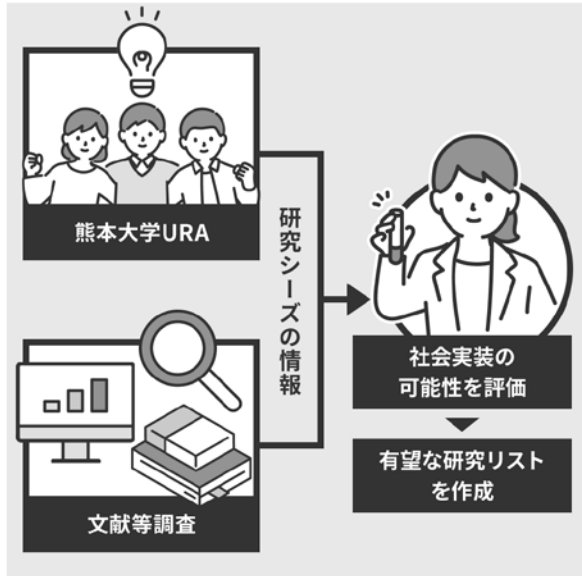 熊本大学URA
研究シーズの情報
文献等調査
社会実装の
可能性を評価
有望な研究リスト
を作成